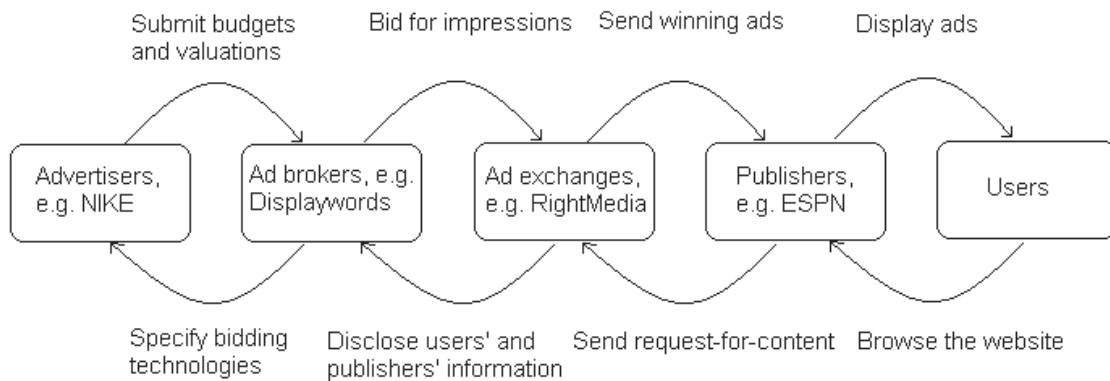 Submit budgets
and valuations
Bid for impressions
Send winning ads
Display ads
Advertisers,
e.g. NIKE
Ad brokers, e.g.
Displaywords
Ad exchanges,
e.g. RightMedia
Publishers,
e.g. ESPN
Users
Specify bidding
technologies
Disclose users' and
publishers' information
Send request-for-content
Browse the website